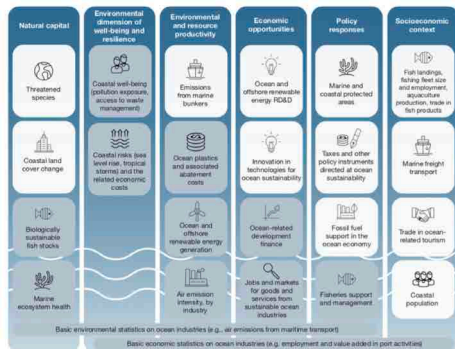 Natural capital
Threatened
species
Coastal land
cover change
Biologically
sustainable
fish stocks
Marine
ecosystem health
Environmental
dimension of
well-being and
resilience
Coastal well-being
(pollution exposure,
access to waste
management)
Coastal risks (sea
level rise, tropical
storms) and the
related economic
costs
Environmental
and resource
productivity
Emissions
from marine
bunkers
Ocean plastics
and associated
abatement
costs
Ocean and
offshore
renewable energy
generation
Air emission
intensity, by
industry
Economic
opportunities
Ocean and
offshore renewable
energy RD&D
Innovation in
technologies for
ocean sustainability
Ocean-related
development
finance
Jobs and markets
for goods and
services from
sustainable ocean
industries
Policy
responses
Marine and
coastal protected
areas
Taxes and other
policy instruments
directed at ocean
sustainability
Fossil fuel
support in the
ocean economy
Fisheries support
and management
Socioeconomic
context
Fish landings,
fishing fleet size
and employment,
aquaculture
production, trade in
fish products
Marine freight
transport
Trade in ocean-
related tourism
Coastal
population
Basic environmental statistics on ocean industries (e.g., air emissions from maritime transport)
Basic economic statistics on ocean industries (e.g. employment and value added in port activities)